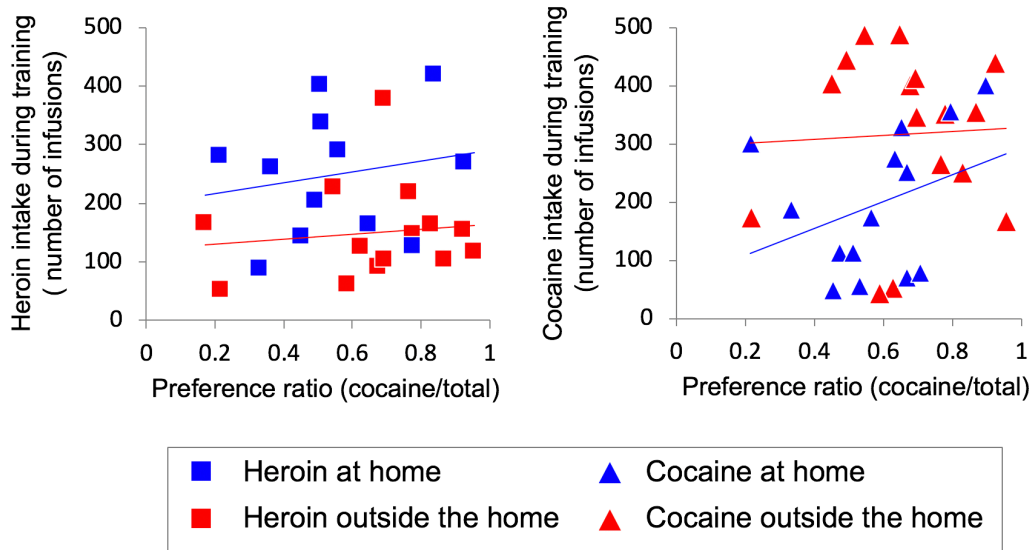 Heroin intake during training
( number of infusions)
500
400
300
200
100
0
0
0.2
0.4
0.6
0.8
1
Preference ratio (cocaine/total)
Cocaine intake during training
(number of infusions)
500
400
300
200
100
0
0
0.2
0.4
0.6
0.8
1
Preference ratio (cocaine/total)
Heroin at home
Cocaine at home
Heroin outside the home
Cocaine outside the home